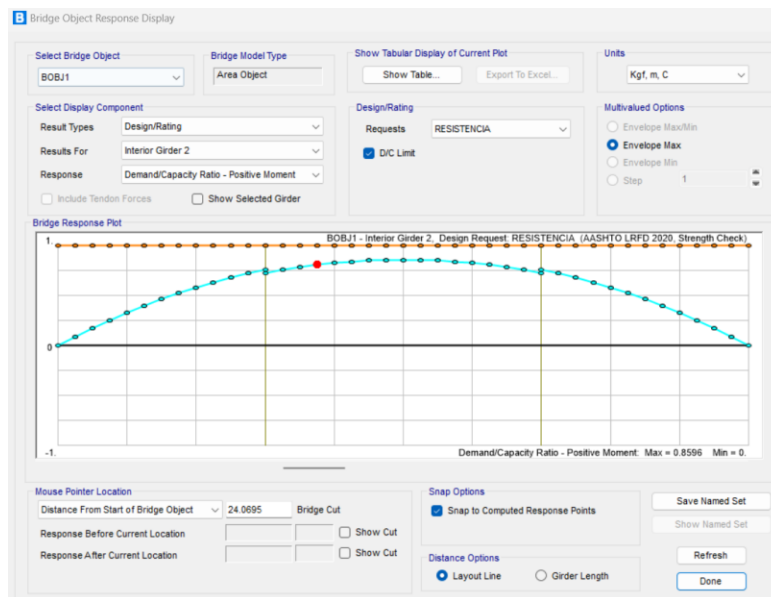 B Bridge Object Response Display
Select Bridge Object
BOBJ1
Bridge Model Type
Area Object
Show Tabular Display of Current Plot
Show Table...
Export To Excel...
Units
Kgf, m, C
Select Display Component
Result Types
Design/Rating
Results For
Interior Girder 2
Response
Demand/Capacity Ratio - Positive Moment
Include Tendon Forces
Show Selected Girder
Design/Rating
Requests
RESISTENCIA
D/C Limit
Multivalued Options
Envelope Max/Min
Envelope Max
Envelope Min
Step
1
Bridge Response Plot
1.
BOBJ1 - Interior Girder 2, Design Request: RESISTENCIA (AASHTO LRFD 2020, Strength Check)
0
-1.
Demand/Capacity Ratio - Positive Moment: Max = 0.8596 Min = 0.
Mouse Pointer Location
Distance From Start of Bridge Object
24.0695
Bridge Cut
Response Before Current Location
Show Cut
Response After Current Location
Show Cut
Snap Options
Snap to Computed Response Points
Distance Options
Layout Line
Girder Length
Save Named Set
Show Named Set
Refresh
Done